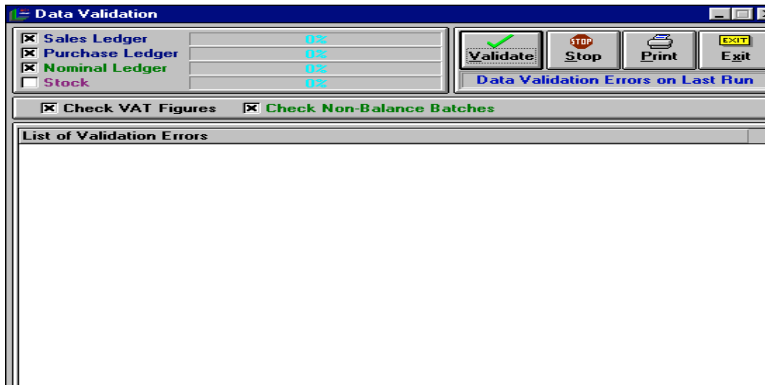 Data Validation
Sales Ledger 0%
Purchase Ledger 0%
Nominal Ledger 0%
Stock 0%
Validate Stop Print Exit
STOP EXIT
Data Validation Errors on Last Run
Check VAT Figures Check Non-Balance Batches
List of Validation Errors